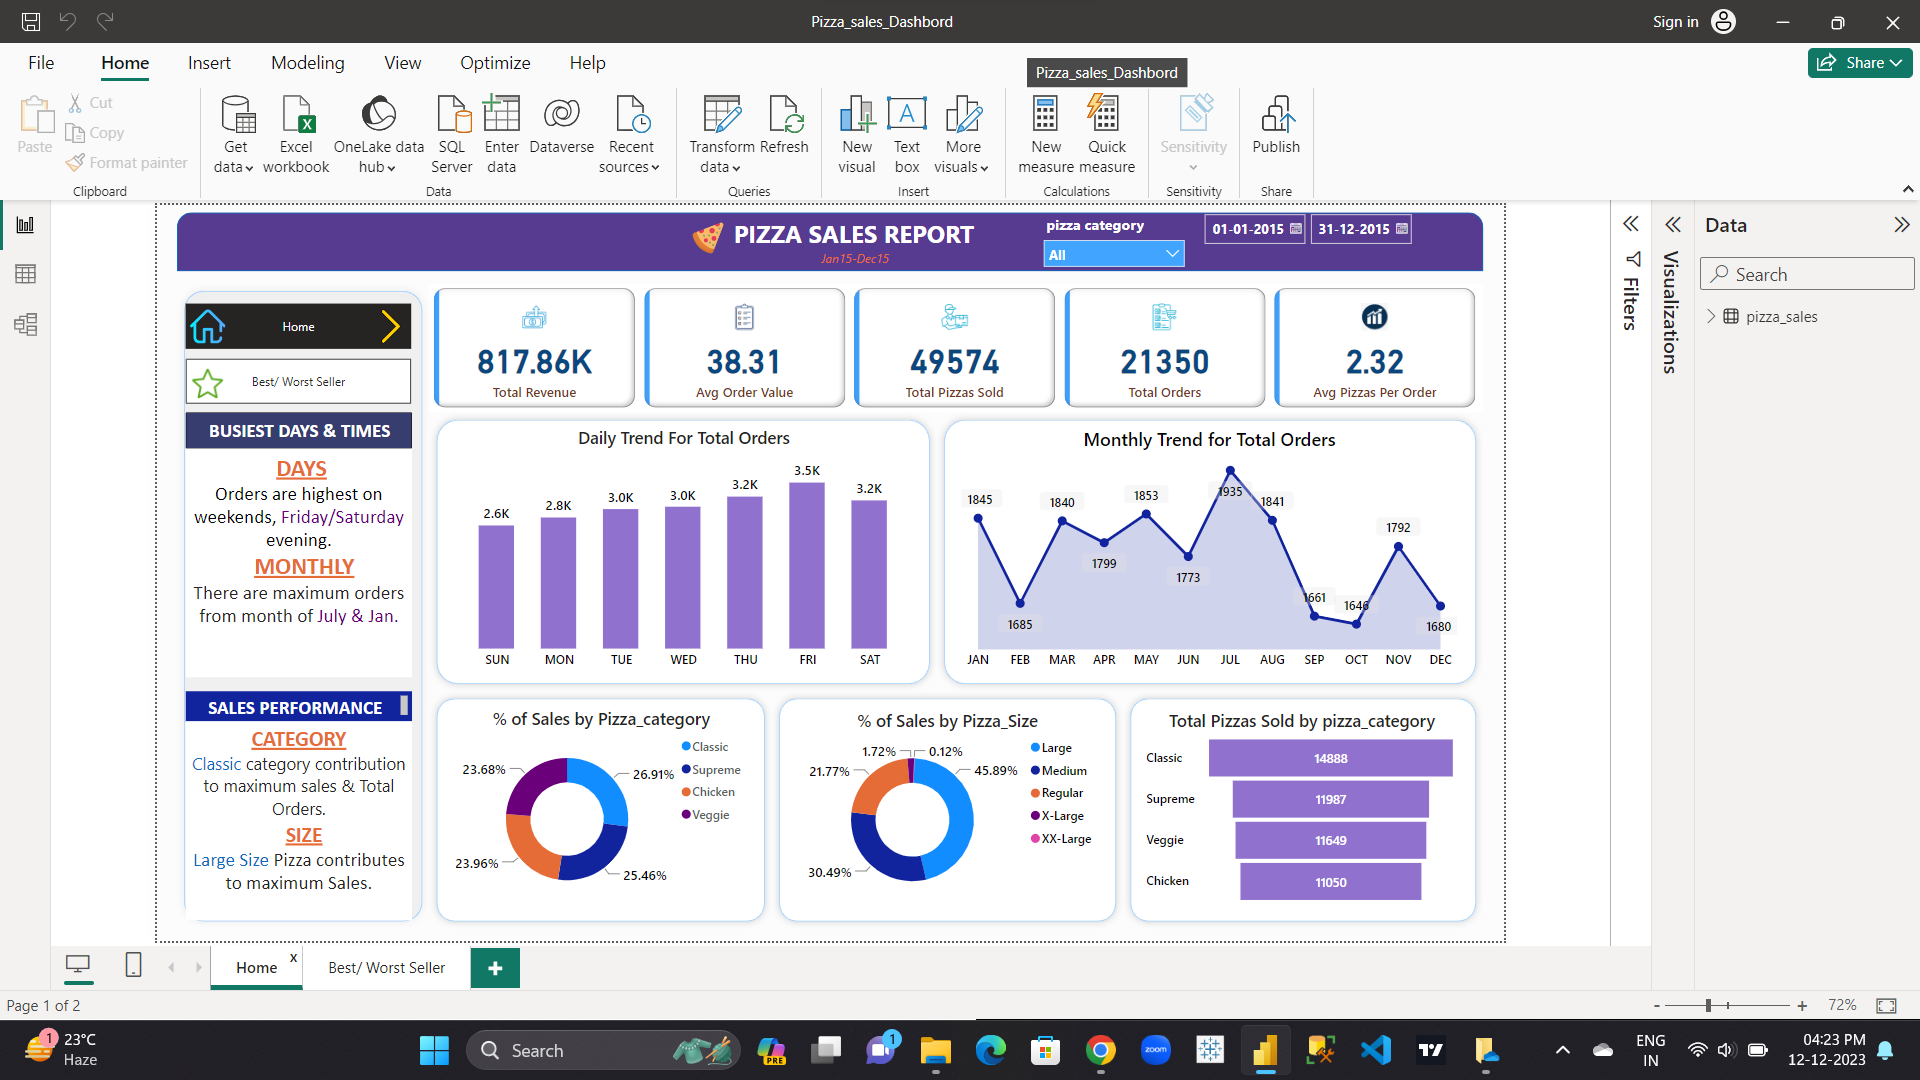 Pizza_sales_Dashbord
Sign in
File Home Insert Modeling View Optimize Help
Pizza_sales_Dashbord
Share
Paste
Cut
Copy
Format painter
Clipboard
Get data
Excel workbook
OneLake data hub
SQL Server
Enter data
Dataverse
Recent sources
Data
Transform data
Refresh
Queries
New visual
Text box
More visuals
Insert
New measure
Quick measure
Calculations
Sensitivity
Sensitivity
Publish
Share
PIZZA SALES REPORT
Jan15-Dec15
pizza category
All
01-01-2015
31-12-2015
Home
Best/ Worst Seller
BUSIEST DAYS & TIMES
DAYS
Orders are highest on
weekends, Friday/Saturday
evening.
MONTHLY
There are maximum orders
from month of July & Jan.
SALES PERFORMANCE
CATEGORY
Classic category contribution
to maximum sales & Total
Orders.
SIZE
Large Size Pizza contributes
to maximum Sales.
817.86K
Total Revenue
38.31
Avg Order Value
49574
Total Pizzas Sold
21350
Total Orders
2.32
Avg Pizzas Per Order
Daily Trend For Total Orders
2.6K 2.8K 3.0K 3.0K 3.2K 3.5K 3.2K
SUN MON TUE WED THU FRI SAT
Monthly Trend for Total Orders
1845 1685 1840 1799 1853 1773 1935 1841 1661 1646 1792 1680
JAN FEB MAR APR MAY JUN JUL AUG SEP OCT NOV DEC
% of Sales by Pizza_category
23.68%
26.91%
23.96%
25.46%
Classic
Supreme
Chicken
Veggie
% of Sales by Pizza_Size
1.72%
0.12%
21.77%
45.89%
30.49%
Large
Medium
Regular
X-Large
XX-Large
Total Pizzas Sold by pizza_category
Classic 14888
Supreme 11987
Veggie 11649
Chicken 11050
Filters
Visualizations
Data
Search
pizza_sales
Home x
Best/ Worst Seller
+
Page 1 of 2
- + 72%
1
23°C
Haze
Search
PRE
1
zoom
ENG
IN
04:23 PM
12-12-2023